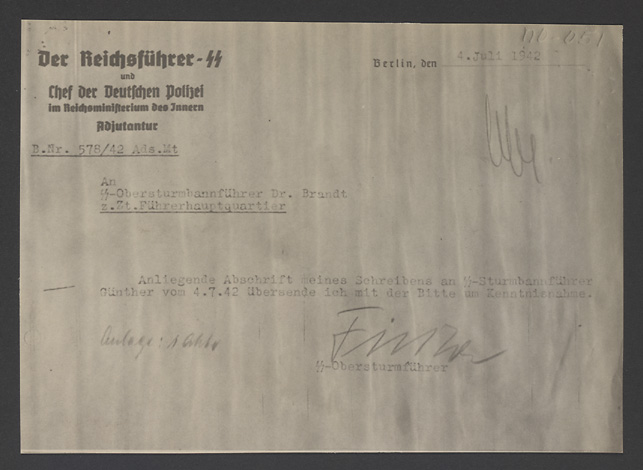 Der Reichsführer-SS
und
Chef der Deutschen Polizei
im Reichsministerium des Innern
Adjutantur
Berlin, den 4. Juli 1942
B.Nr. 578/42 Ads.Mt
An
SS-Obersturmbannführer Dr. Brandt
z.Zt.Führerhauptquartier
Anliegende Abschrift meines Schreibens an SS-Sturmbannführer
Günther vom 4.7.42 übersende ich mit der Bitte um Kenntnisnahme.
Anlage: 1
SS-Obersturmführer